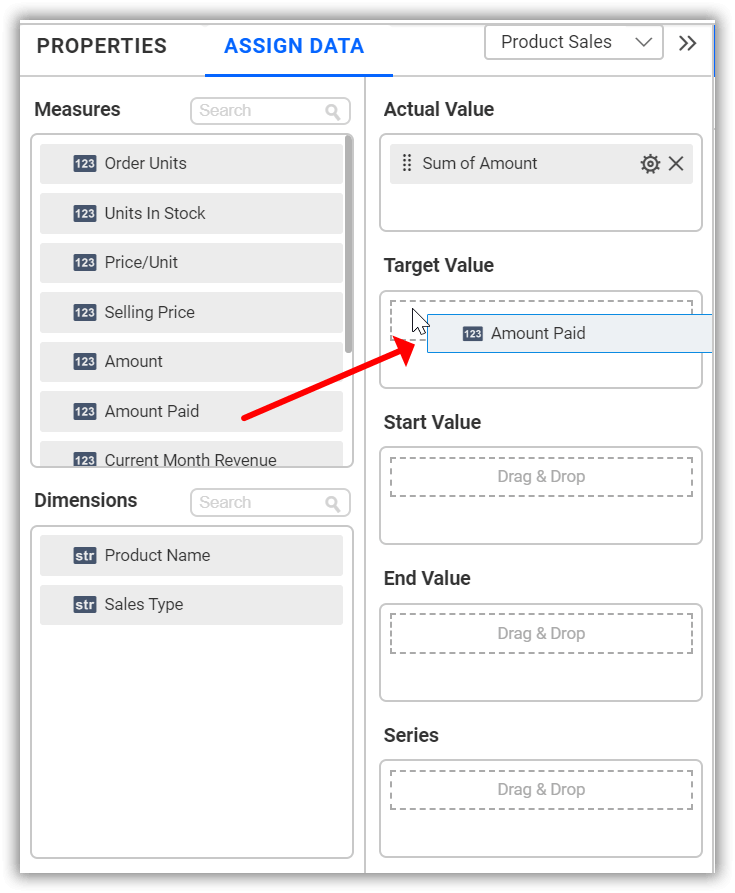 PROPERTIES
ASSIGN DATA
Product Sales
Measures
Search
123 Order Units
123 Units In Stock
123 Price/Unit
123 Selling Price
123 Amount
123 Amount Paid
123 Current Month Revenue
Dimensions
Search
str Product Name
str Sales Type
Actual Value
Sum of Amount
Target Value
123 Amount Paid
Start Value
Drag & Drop
End Value
Drag & Drop
Series
Drag & Drop